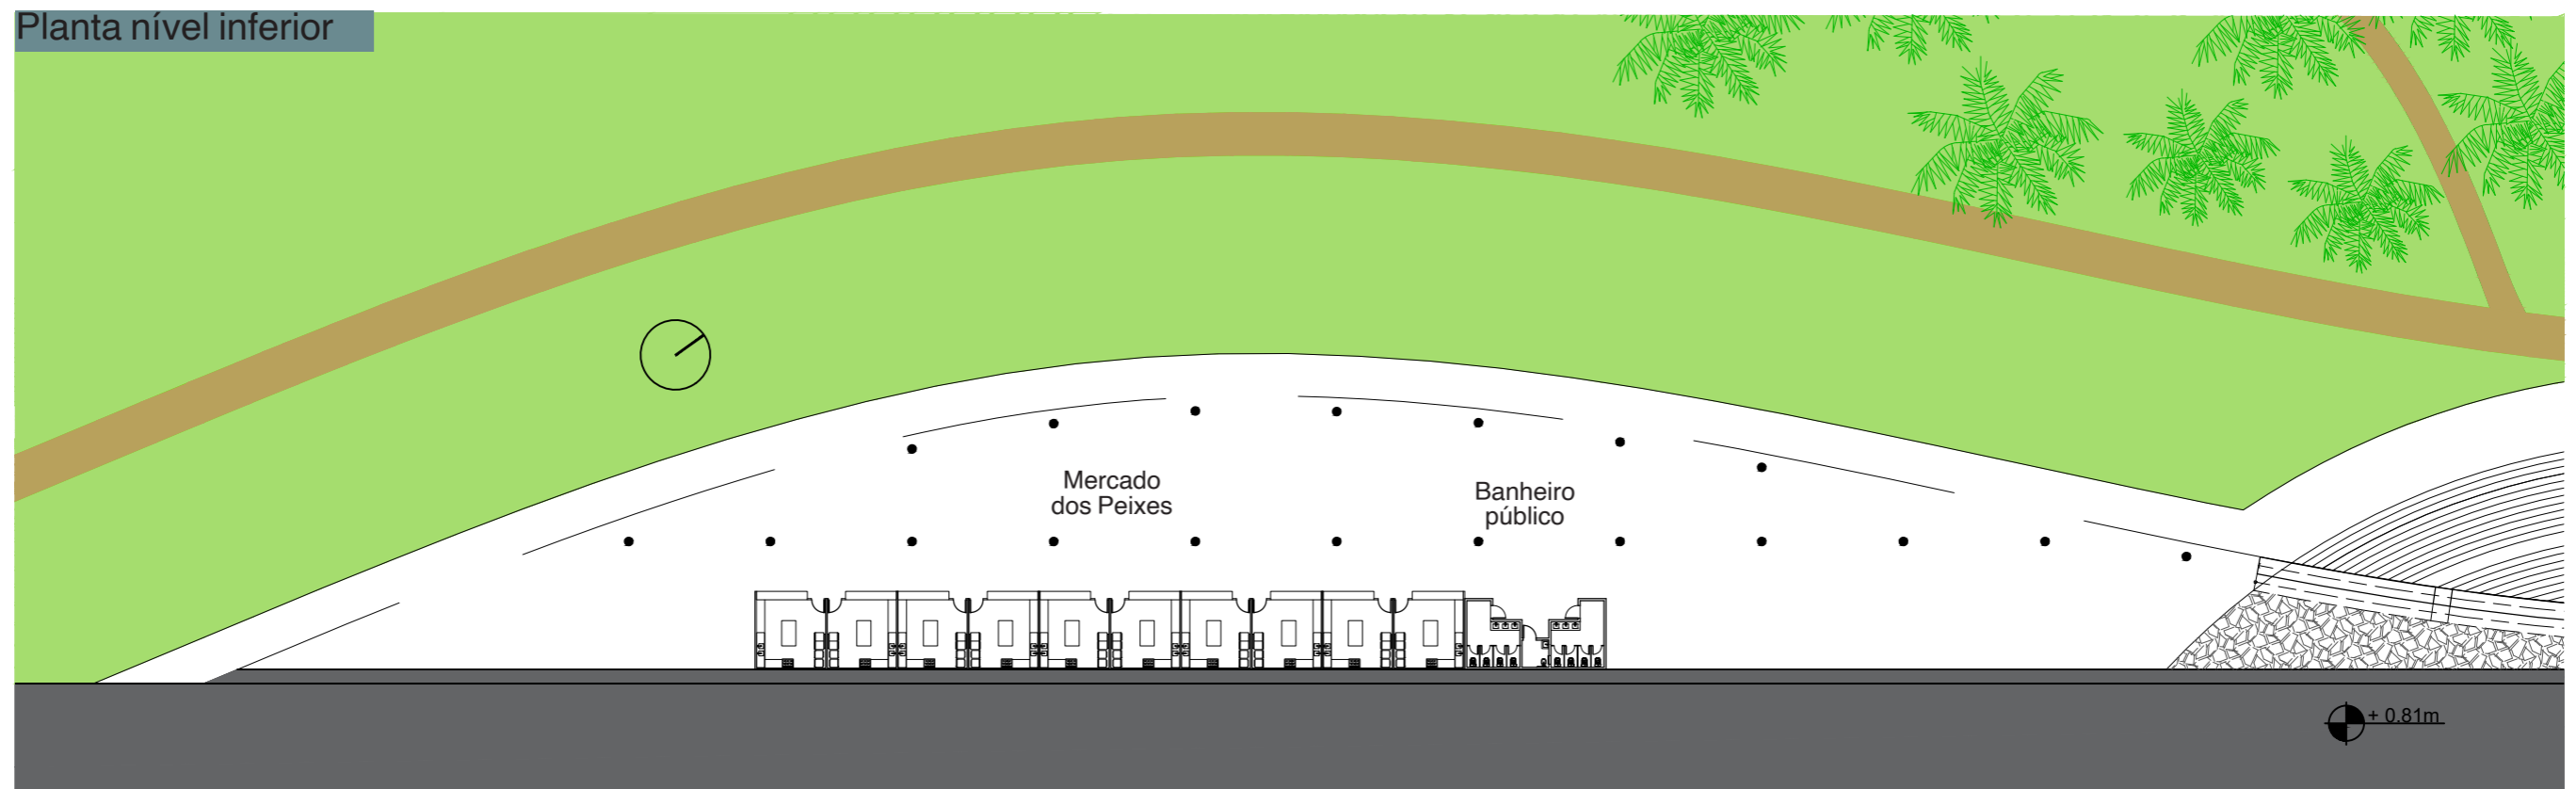 Planta nível inferior
Mercado
dos Peixes
Banheiro
público
+ 0.81m